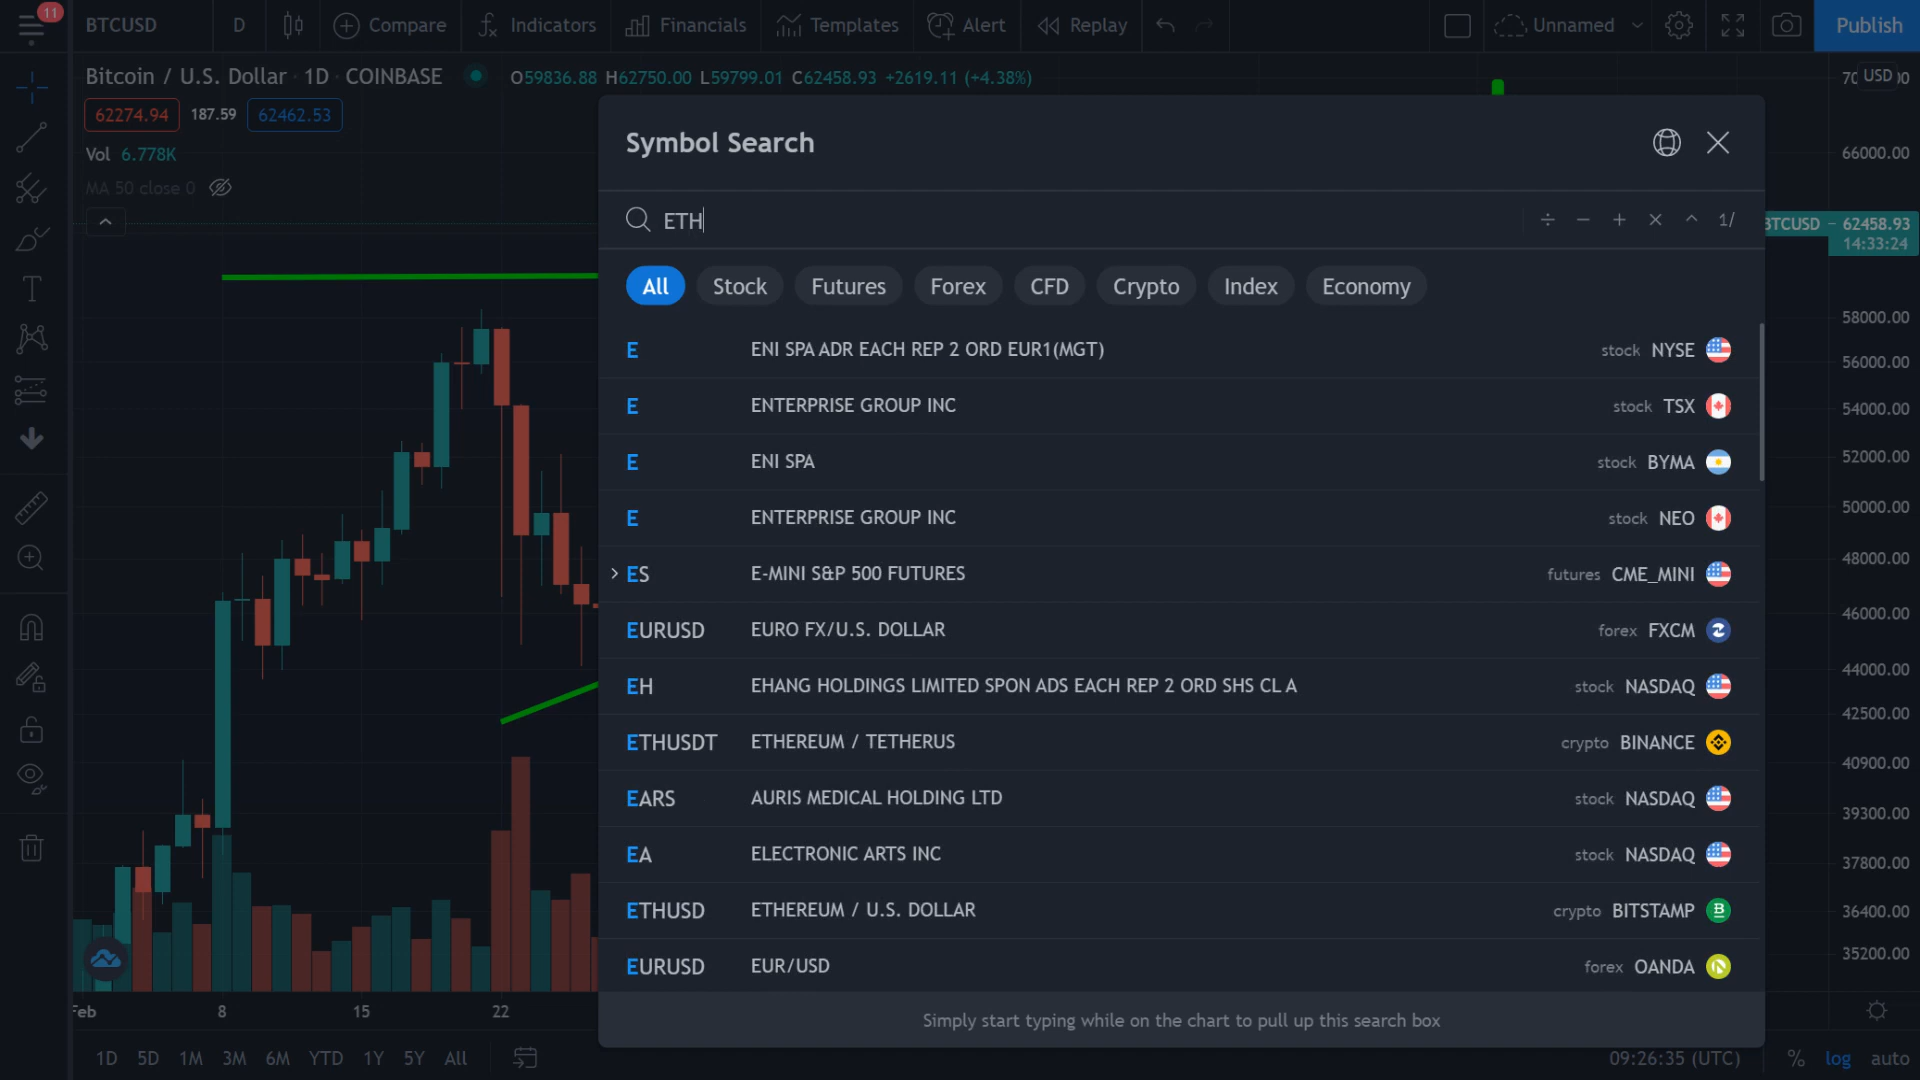 11
BTCUSD D Compare Indicators Financials Templates Alert Replay Unnamed Publish
Bitcoin / U.S. Dollar · 1D · COINBASE O59836.88 H62750.00 L59799.01 C62458.93 +2619.11 (+4.38%)
USD
62274.94 187.59 62462.53
Vol 6.778K
MA 50 close 0
Symbol Search
ETH
÷ − + × ^ 1/
All Stock Futures Forex CFD Crypto Index Economy
E ENI SPA ADR EACH REP 2 ORD EUR1(MGT) stock NYSE
E ENTERPRISE GROUP INC stock TSX
E ENI SPA stock BYMA
E ENTERPRISE GROUP INC stock NEO
ES E-MINI S&P 500 FUTURES futures CME_MINI
EURUSD EURO FX/U.S. DOLLAR forex FXCM
EH EHANG HOLDINGS LIMITED SPON ADS EACH REP 2 ORD SHS CL A stock NASDAQ
ETHUSDT ETHEREUM / TETHERUS crypto BINANCE
EARS AURIS MEDICAL HOLDING LTD stock NASDAQ
EA ELECTRONIC ARTS INC stock NASDAQ
ETHUSD ETHEREUM / U.S. DOLLAR crypto BITSTAMP
EURUSD EUR/USD forex OANDA
Simply start typing while on the chart to pull up this search box
66000.00
BTCUSD 62458.93
14:33:24
58000.00
56000.00
54000.00
52000.00
50000.00
48000.00
46000.00
44000.00
42500.00
40900.00
39300.00
37800.00
36400.00
35200.00
Feb 8 15 22
1D 5D 1M 3M 6M YTD 1Y 5Y All 09:26:35 (UTC) % log auto